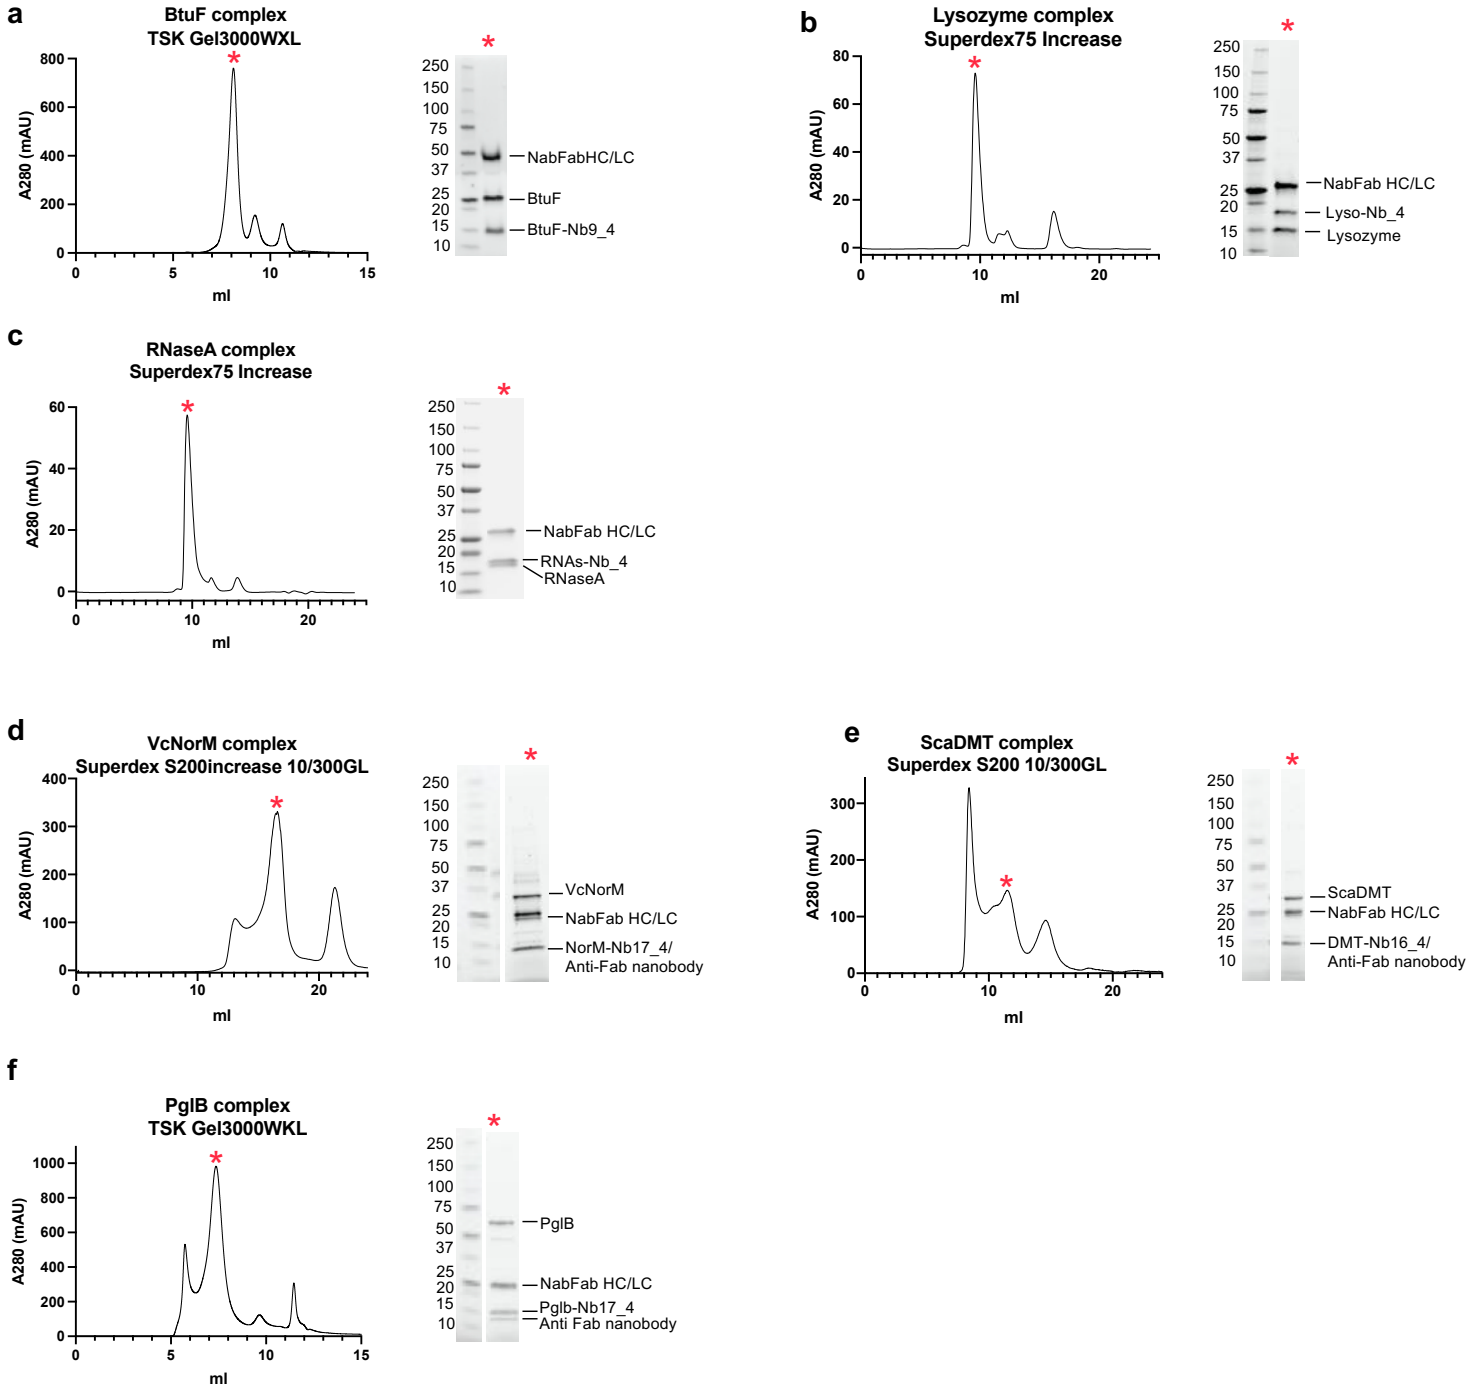 a
BtuF complex
TSK Gel3000WXL
*
800
600
400
200
0
A280 (mAU)
0 5 10 15
ml
*
250
150
100
75
50
37
25
20
15
10
NabFabHC/LC
BtuF
BtuF-Nb9_4
b
Lysozyme complex
Superdex75 Increase
*
80
60
40
20
0
A280 (mAU)
0 10 20
ml
*
250
150
100
75
50
37
25
20
15
10
NabFab HC/LC
Lyso-Nb_4
Lysozyme
c
RNaseA complex
Superdex75 Increase
*
60
40
20
0
A280 (mAU)
0 10 20
ml
*
250
150
100
75
50
37
25
20
15
10
NabFab HC/LC
RNAs-Nb_4
RNaseA
d
VcNorM complex
Superdex S200increase 10/300GL
*
400
300
200
100
0
A280 (mAU)
0 10 20
ml
*
250
150
100
75
50
37
25
20
15
10
VcNorM
NabFab HC/LC
NorM-Nb17_4/
Anti-Fab nanobody
e
ScaDMT complex
Superdex S200 10/300GL
*
300
200
100
0
A280 (mAU)
0 10 20
ml
*
250
150
100
75
50
37
25
20
15
10
ScaDMT
NabFab HC/LC
DMT-Nb16_4/
Anti-Fab nanobody
f
PglB complex
TSK Gel3000WKL
*
1000
800
600
400
200
0
A280 (mAU)
0 5 10 15
ml
*
250
150
100
75
50
37
25
20
15
10
PglB
NabFab HC/LC
Pglb-Nb17_4
Anti Fab nanobody